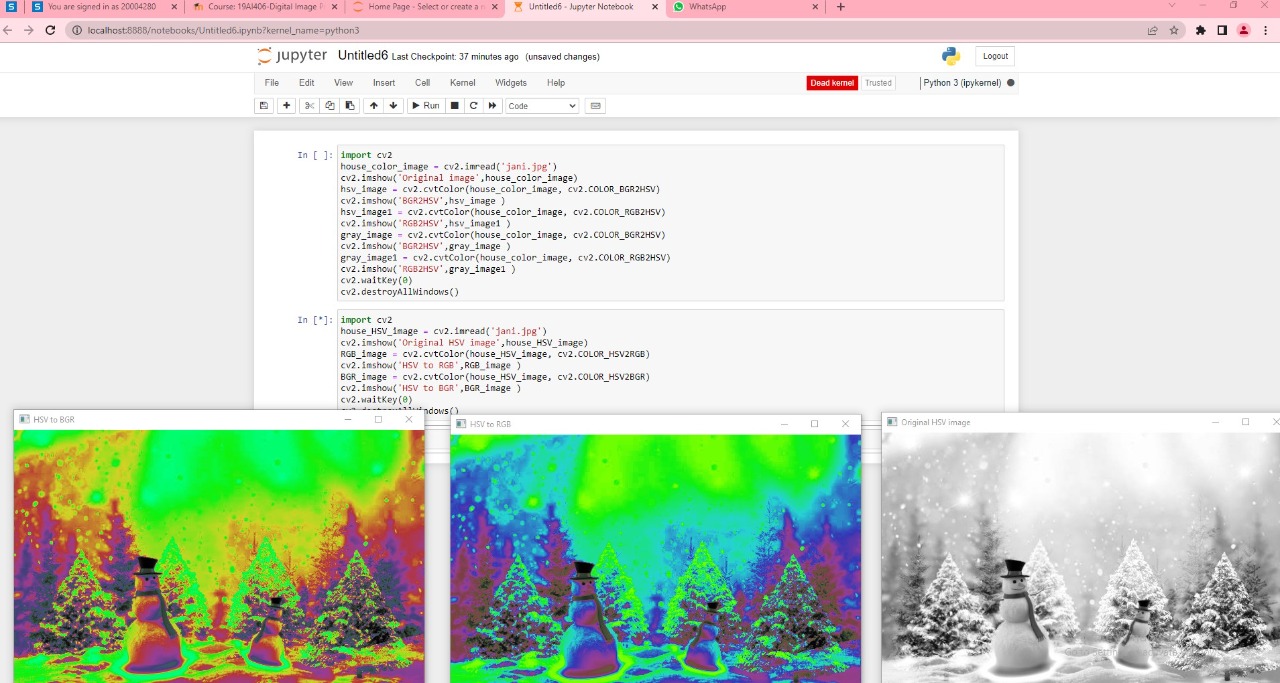 You are signed in as 20004280
Course: 19AI406-Digital Image P
Home Page - Select or create a n
Untitled6 - Jupyter Notebook
WhatsApp
localhost:8888/notebooks/Untitled6.ipynb?kernel_name=python3
jupyter Untitled6 Last Checkpoint: 37 minutes ago (unsaved changes)
Logout
File Edit View Insert Cell Kernel Widgets Help
Dead kernel Trusted Python 3 (ipykernel)
Run Code
In [ ]: import cv2
house_color_image = cv2.imread('jani.jpg')
cv2.imshow('Original image',house_color_image)
hsv_image = cv2.cvtColor(house_color_image, cv2.COLOR_BGR2HSV)
cv2.imshow('BGR2HSV',hsv_image )
hsv_image1 = cv2.cvtColor(house_color_image, cv2.COLOR_RGB2HSV)
cv2.imshow('RGB2HSV',hsv_image1 )
gray_image = cv2.cvtColor(house_color_image, cv2.COLOR_BGR2HSV)
cv2.imshow('BGR2HSV',gray_image )
gray_image1 = cv2.cvtColor(house_color_image, cv2.COLOR_RGB2HSV)
cv2.imshow('RGB2HSV',gray_image1 )
cv2.waitKey(0)
cv2.destroyAllWindows()
In [*]: import cv2
house_HSV_image = cv2.imread('jani.jpg')
cv2.imshow('Original HSV image',house_HSV_image)
RGB_image = cv2.cvtColor(house_HSV_image, cv2.COLOR_HSV2RGB)
cv2.imshow('HSV to RGB',RGB_image )
BGR_image = cv2.cvtColor(house_HSV_image, cv2.COLOR_HSV2BGR)
cv2.imshow('HSV to BGR',BGR_image )
cv2.waitKey(0)
HSV to BGR
HSV to RGB
Original HSV image